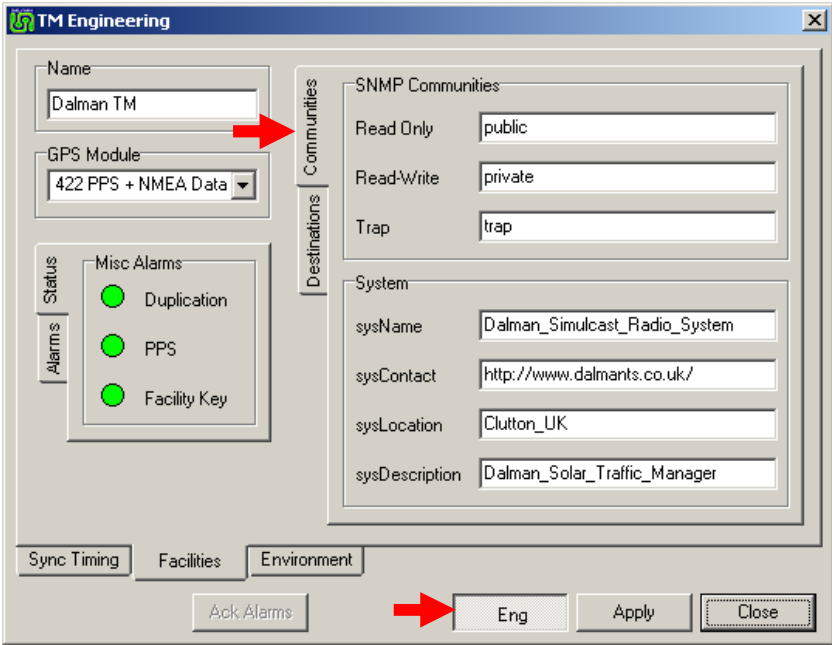 TM Engineering
Name
Dalman TM
GPS Module
422 PPS + NMEA Data
Status
Alarms
Misc Alarms
Duplication
PPS
Facility Key
Communities
Destinations
SNMP Communities
Read Only public
Read-Write private
Trap trap
System
sysName Dalman_Simulcast_Radio_System
sysContact http://www.dalmants.co.uk/
sysLocation Clutton_UK
sysDescription Dalman_Solar_Traffic_Manager
Sync Timing Facilities Environment
Ack Alarms Eng Apply Close